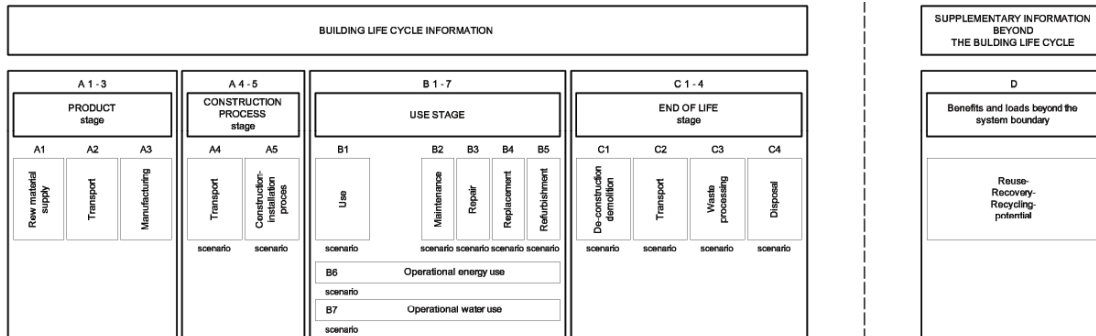 BUILDING LIFE CYCLE INFORMATION
SUPPLEMENTARY INFORMATION
BEYOND
THE BULDING LIFE CYCLE
A 1 - 3
PRODUCT
stage
A1
A2
A3
Raw material
supply
Transport
Manufacturing
A 4 - 5
CONSTRUCTION
PROCESS
stage
A4
A5
Transport
Construction-
installation
proces
scenario
scenario
B 1 - 7
USE STAGE
B1
B2
B3
B4
B5
Use
Maintenance
Repair
Replacement
Refurbishment
scenario
scenario
scenario
scenario
scenario
B6
Operational energy use
scenario
B7
Operational water use
scenario
C 1 - 4
END OF LIFE
stage
C1
C2
C3
C4
De-construction
demolition
Transport
Waste
processing
Disposal
scenario
scenario
scenario
scenario
D
Benefits and loads beyond the
system boundary
Reuse-
Recovery-
Recycling-
potential